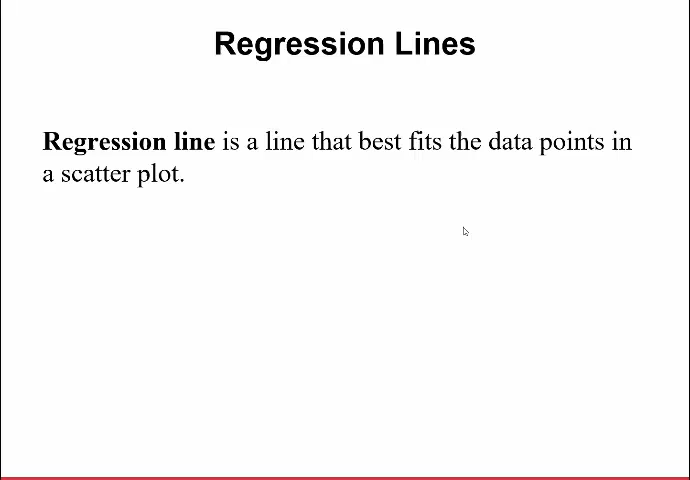 Regression Lines
Regression line is a line that best fits the data points in
a scatter plot.